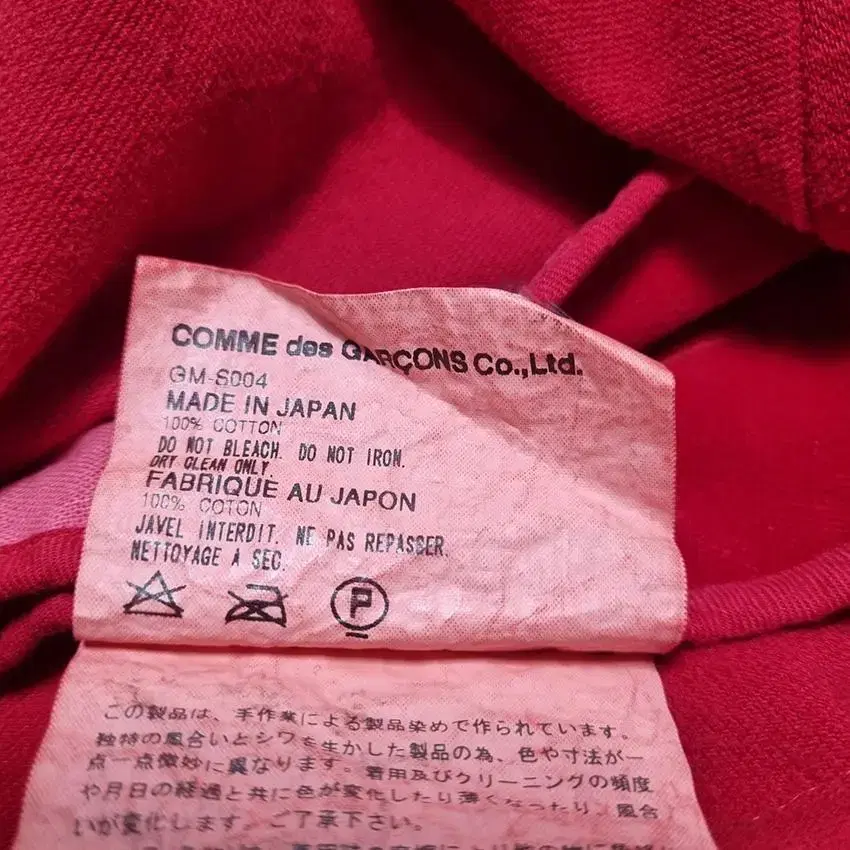 COMME des GARÇONS Co.,Ltd.
GM-S004
MADE IN JAPAN
100% COTTON
DO NOT BLEACH. DO NOT IRON.
DRY CLEAN ONLY.
FABRIQUE AU JAPON
100% COTON
JAVEL INTERDIT. NE PAS REPASSER.
NETTOYAGE A SEC.
P
この製品は、手作業による製品染めで作られています。
独特の風合いとシワを生かした製品の為、色や寸法が一
点一点微妙に異なります。着用及びクリーニングの頻度
や月日の経過と共に色が変化したり薄くなったり、風合
いが変化します。ご了承下さい。